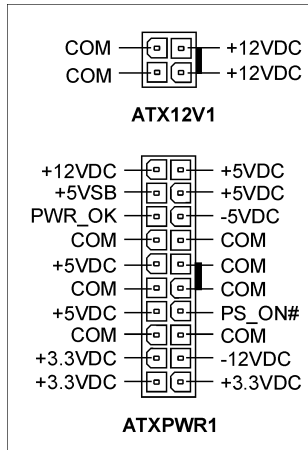 COM +12VDC
COM +12VDC
ATX12V1
+12VDC +5VDC
+5VSB +5VDC
PWR_OK -5VDC
COM COM
+5VDC COM
COM COM
+5VDC PS_ON#
COM COM
+3.3VDC -12VDC
+3.3VDC +3.3VDC
ATXPWR1